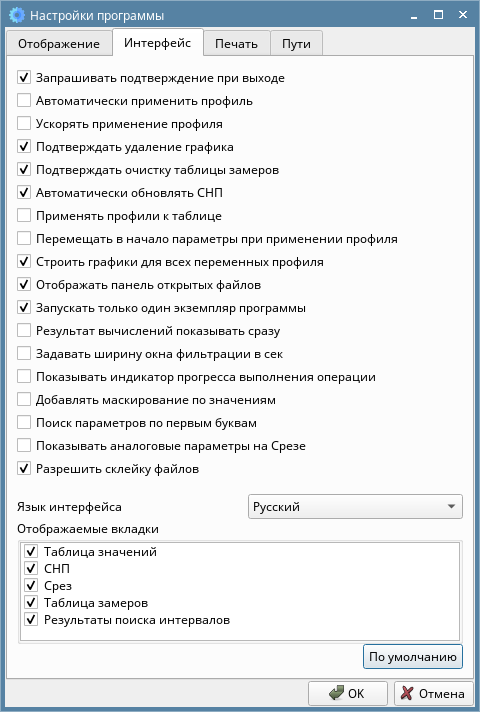 Настройки программы
Отображение Интерфейс Печать Пути
Запрашивать подтверждение при выходе
Автоматически применить профиль
Ускорять применение профиля
Подтверждать удаление графика
Подтверждать очистку таблицы замеров
Автоматически обновлять СНП
Применять профили к таблице
Перемещать в начало параметры при применении профиля
Строить графики для всех переменных профиля
Отображать панель открытых файлов
Запускать только один экземпляр программы
Результат вычислений показывать сразу
Задавать ширину окна фильтрации в сек
Показывать индикатор прогресса выполнения операции
Добавлять маскирование по значениям
Поиск параметров по первым буквам
Показывать аналоговые параметры на Срезе
Разрешить склейку файлов
Язык интерфейса Русский
Отображаемые вкладки
Таблица значений
СНП
Срез
Таблица замеров
Результаты поиска интервалов
По умолчанию
OK Отмена